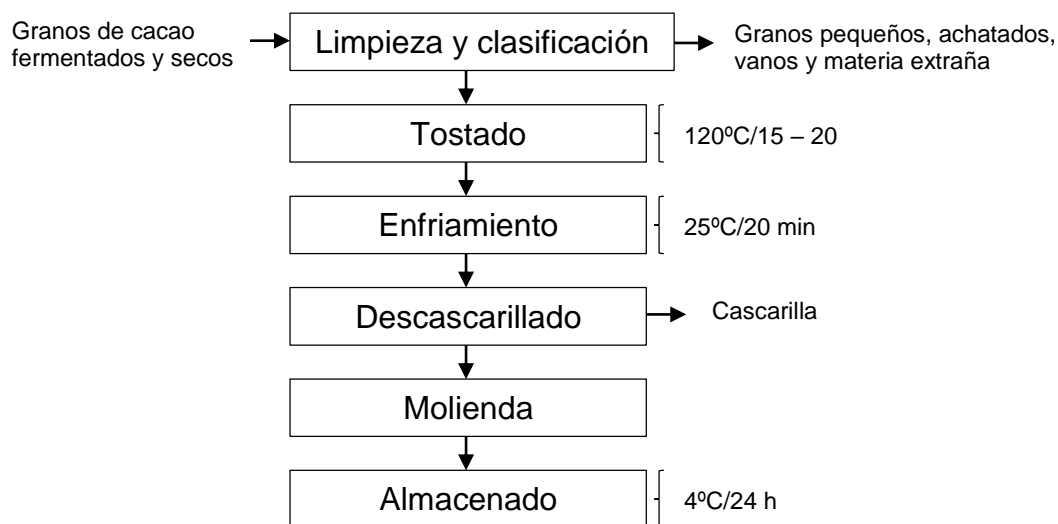 Granos de cacao
fermentados y secos
Limpieza y clasificación
Granos pequeños, achatados,
vanos y materia extraña
Tostado
120ºC/15 – 20
Enfriamiento
25ºC/20 min
Descascarillado
Cascarilla
Molienda
Almacenado
4ºC/24 h